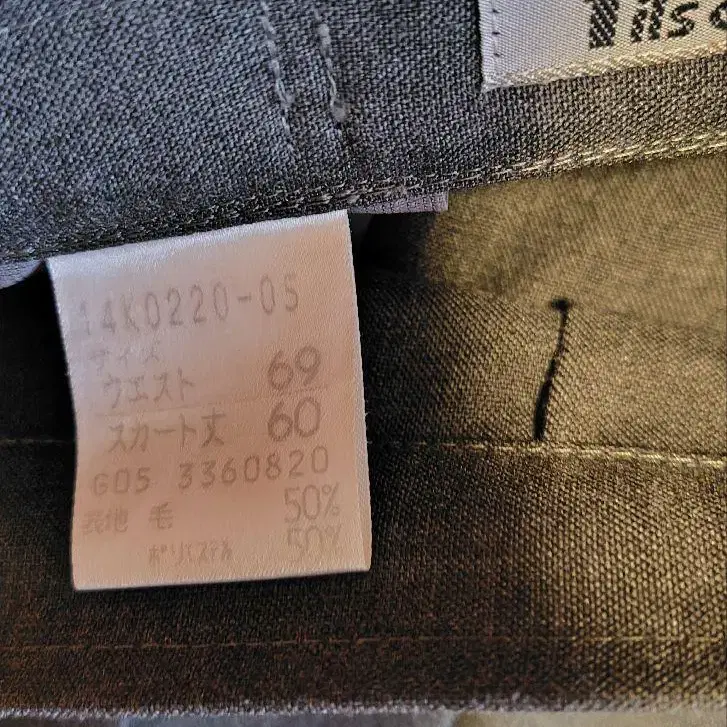 14K0220-0S
サイズ
ウエスト 69
スカート丈 60
G05 3360820
表地 毛 50%
ポリエステル 50%